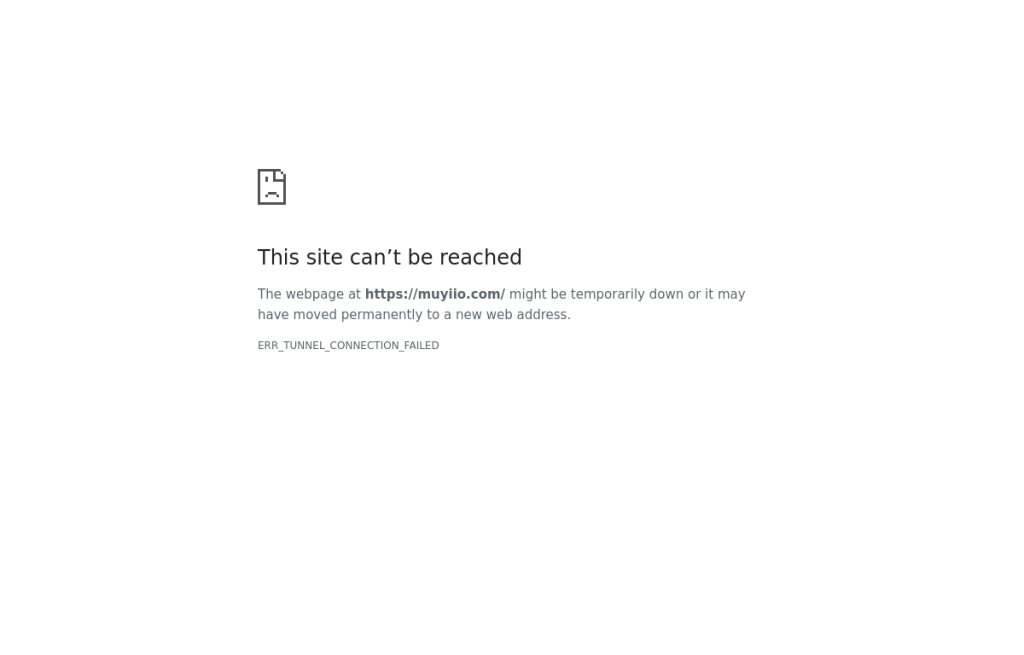 This site can’t be reached
The webpage at https://muyiio.com/ might be temporarily down or it may
have moved permanently to a new web address.
ERR_TUNNEL_CONNECTION_FAILED